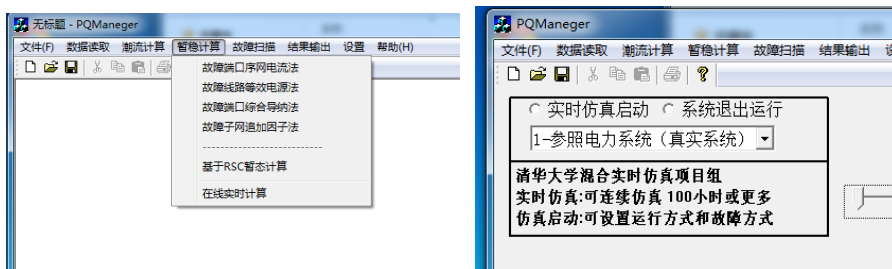 无标题 - PQManeger
文件(F) 数据读取 潮流计算 暂稳计算 故障扫描 结果输出 设置 帮助(H)
故障端口序网电流法
故障线路等效电源法
故障端口综合导纳法
故障子网追加因子法
------------------------
基于RSC暂态计算
在线实时计算
PQManeger
文件(F) 数据读取 潮流计算 暂稳计算 故障扫描 结果输出
实时仿真启动 系统退出运行
1-参照电力系统（真实系统）
清华大学混合实时仿真项目组
实时仿真:可连续仿真 100小时或更多
仿真启动:可设置运行方式和故障方式